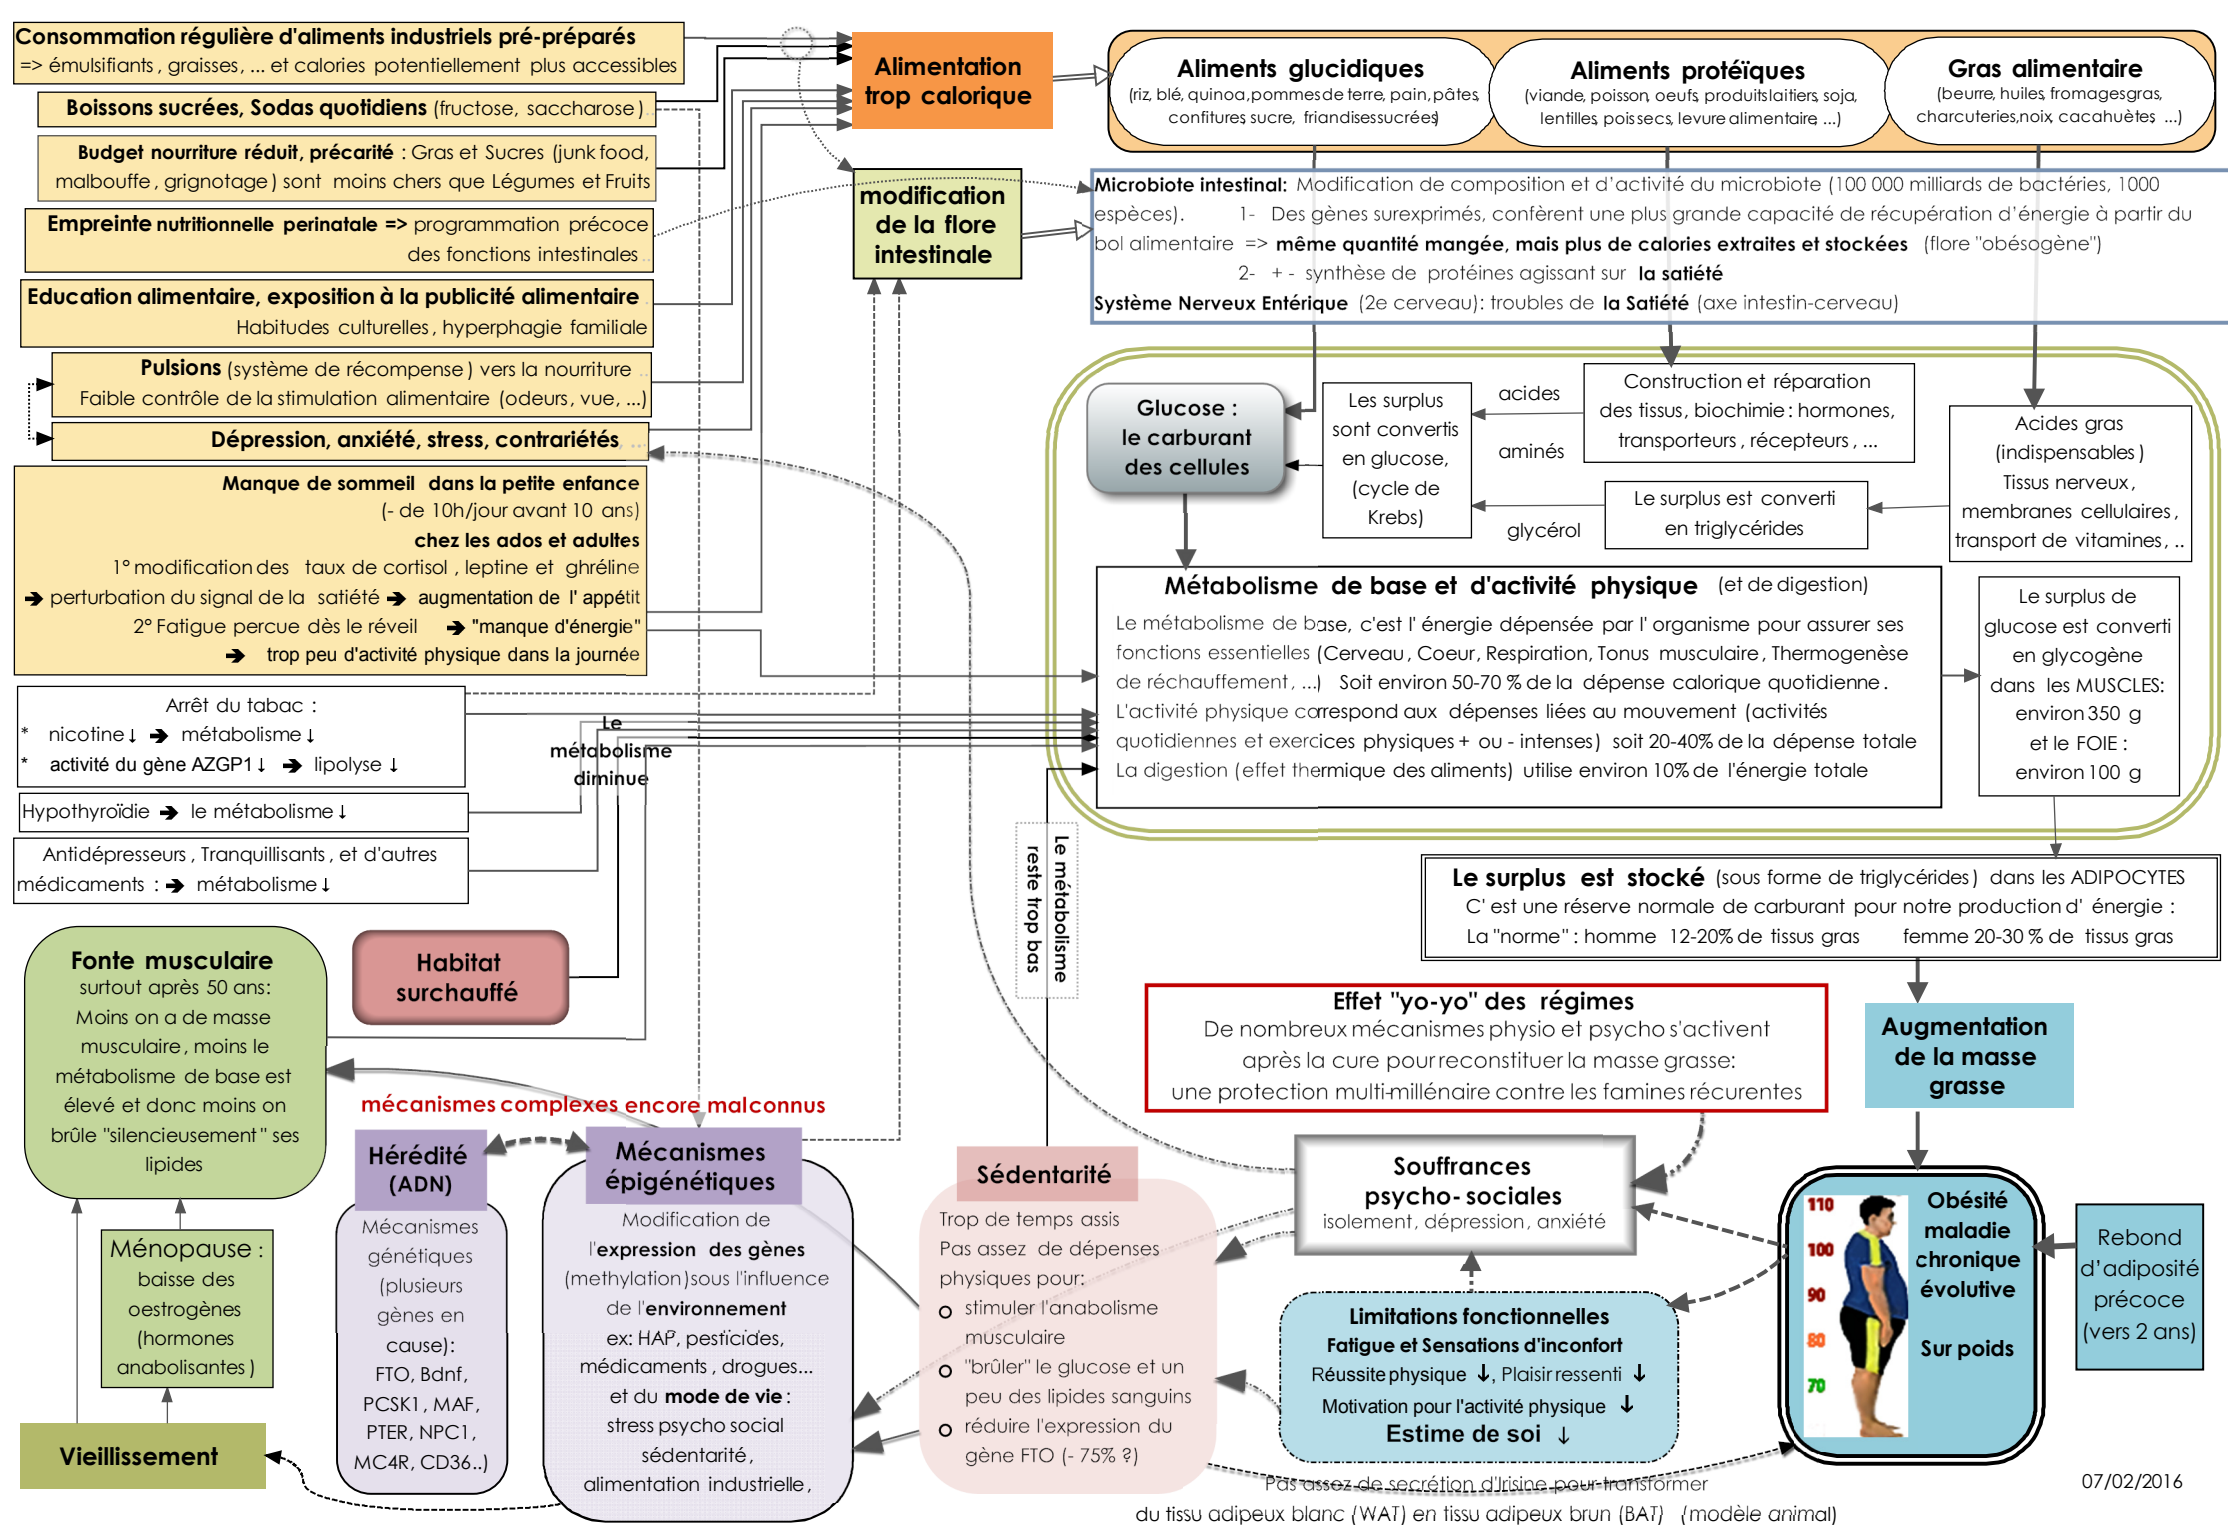 Consommation régulière d'aliments industriels pré-préparés
=> émulsifiants, graisses, ... et calories potentiellement plus accessibles
Boissons sucrées, Sodas quotidiens (fructose, saccharose)..
Budget nourriture réduit, précarité : Gras et Sucres (junk food,
malbouffe, grignotage) sont moins chers que Légumes et Fruits
Empreinte nutritionnelle perinatale => programmation précoce
des fonctions intestinales..
Education alimentaire, exposition à la publicité alimentaire .
Habitudes culturelles, hyperphagie familiale
Pulsions (système de récompense) vers la nourriture ..
Faible contrôle de la stimulation alimentaire (odeurs, vue, ...)
Dépression, anxiété, stress, contrariétés, ...
Manque de sommeil dans la petite enfance
(- de 10h/jour avant 10 ans)
chez les ados et adultes
1° modification des taux de cortisol, leptine et ghréline
➔ perturbation du signal de la satiété ➔ augmentation de l' appétit
2° Fatigue percue dès le réveil ➔ "manque d'énergie"
➔ trop peu d'activité physique dans la journée
Arrêt du tabac :
* nicotine↓ ➔ métabolisme↓
* activité du gène AZGP1↓ ➔ lipolyse ↓
Hypothyroïdie ➔ le métabolisme↓
Antidépresseurs, Tranquillisants, et d'autres
médicaments : ➔ métabolisme↓
Le
métabolisme
diminue
Fonte musculaire
surtout après 50 ans:
Moins on a de masse
musculaire, moins le
métabolisme de base est
élevé et donc moins on
brûle "silencieusement" ses
lipides
Habitat
surchauffé
Ménopause :
baisse des
oestrogènes
(hormones
anabolisantes)
Vieillissement
mécanismes complexes encore malconnus
Hérédité
(ADN)
Mécanismes
génétiques
(plusieurs
gènes en
cause):
FTO, Bdnf,
PCSK1, MAF,
PTER, NPC1,
MC4R, CD36..)
Mécanismes
épigénétiques
Modification de
l'expression des gènes
(methylation)sous l'influence
de l'environnement
ex: HAP, pesticides,
médicaments, drogues...
et du mode de vie :
stress psycho social
sédentarité,
alimentation industrielle,
Alimentation
trop calorique
modification
de la flore
intestinale
Aliments glucidiques
(riz, blé, quinoa, pommes de terre, pain, pâtes,
confitures, sucre, friandises sucrées)
Aliments protéïques
(viande, poisson, oeufs, produits laitiers, soja,
lentilles, pois secs, levure alimentaire, ...)
Gras alimentaire
(beurre, huiles, fromages gras,
charcuteries, noix, cacahuètes, ...)
Microbiote intestinal: Modification de composition et d'activité du microbiote (100 000 milliards de bactéries, 1000
espèces). 1- Des gènes surexprimés, confèrent une plus grande capacité de récupération d'énergie à partir du
bol alimentaire => même quantité mangée, mais plus de calories extraites et stockées (flore "obésogène")
2- + - synthèse de protéines agissant sur la satiété
Système Nerveux Entérique (2e cerveau): troubles de la Satiété (axe intestin-cerveau)
Glucose :
le carburant
des cellules
Les surplus
sont convertis
en glucose,
(cycle de
Krebs)
acides
aminés
glycérol
Construction et réparation
des tissus, biochimie: hormones,
transporteurs, récepteurs, ...
Le surplus est converti
en triglycérides
Acides gras
(indispensables)
Tissus nerveux,
membranes cellulaires,
transport de vitamines, ..
Métabolisme de base et d'activité physique (et de digestion)
Le métabolisme de base, c'est l' énergie dépensée par l' organisme pour assurer ses
fonctions essentielles (Cerveau, Coeur, Respiration, Tonus musculaire, Thermogenèse
de réchauffement, ...) Soit environ 50-70 % de la dépense calorique quotidienne.
L'activité physique correspond aux dépenses liées au mouvement (activités
quotidiennes et exercices physiques + ou - intenses) soit 20-40% de la dépense totale
La digestion (effet thermique des aliments) utilise environ 10% de l'énergie totale
Le surplus de
glucose est converti
en glycogène
dans les MUSCLES:
environ 350 g
et le FOIE :
environ 100 g
Le métabolisme
reste trop bas
Le surplus est stocké (sous forme de triglycérides) dans les ADIPOCYTES
C' est une réserve normale de carburant pour notre production d' énergie :
La "norme" : homme 12-20% de tissus gras femme 20-30 % de tissus gras
Effet "yo-yo" des régimes
De nombreux mécanismes physio et psycho s'activent
après la cure pour reconstituer la masse grasse:
une protection multi-millénaire contre les famines récurentes
Augmentation
de la masse
grasse
Sédentarité
Trop de temps assis
Pas assez de dépenses
physiques pour:
o stimuler l'anabolisme
musculaire
o "brûler" le glucose et un
peu des lipides sanguins
o réduire l'expression du
gène FTO (- 75% ?)
Souffrances
psycho-sociales
isolement, dépression, anxiété
Limitations fonctionnelles
Fatigue et Sensations d'inconfort
Réussite physique ↓, Plaisir ressenti ↓
Motivation pour l'activité physique ↓
Estime de soi ↓
110
100
90
80
70
Obésité
maladie
chronique
évolutive
Sur poids
Rebond
d'adiposité
précoce
(vers 2 ans)
Pas assez de secrétion d'Irisine pour transformer
du tissu adipeux blanc (WAT) en tissu adipeux brun (BAT) (modèle animal)
07/02/2016